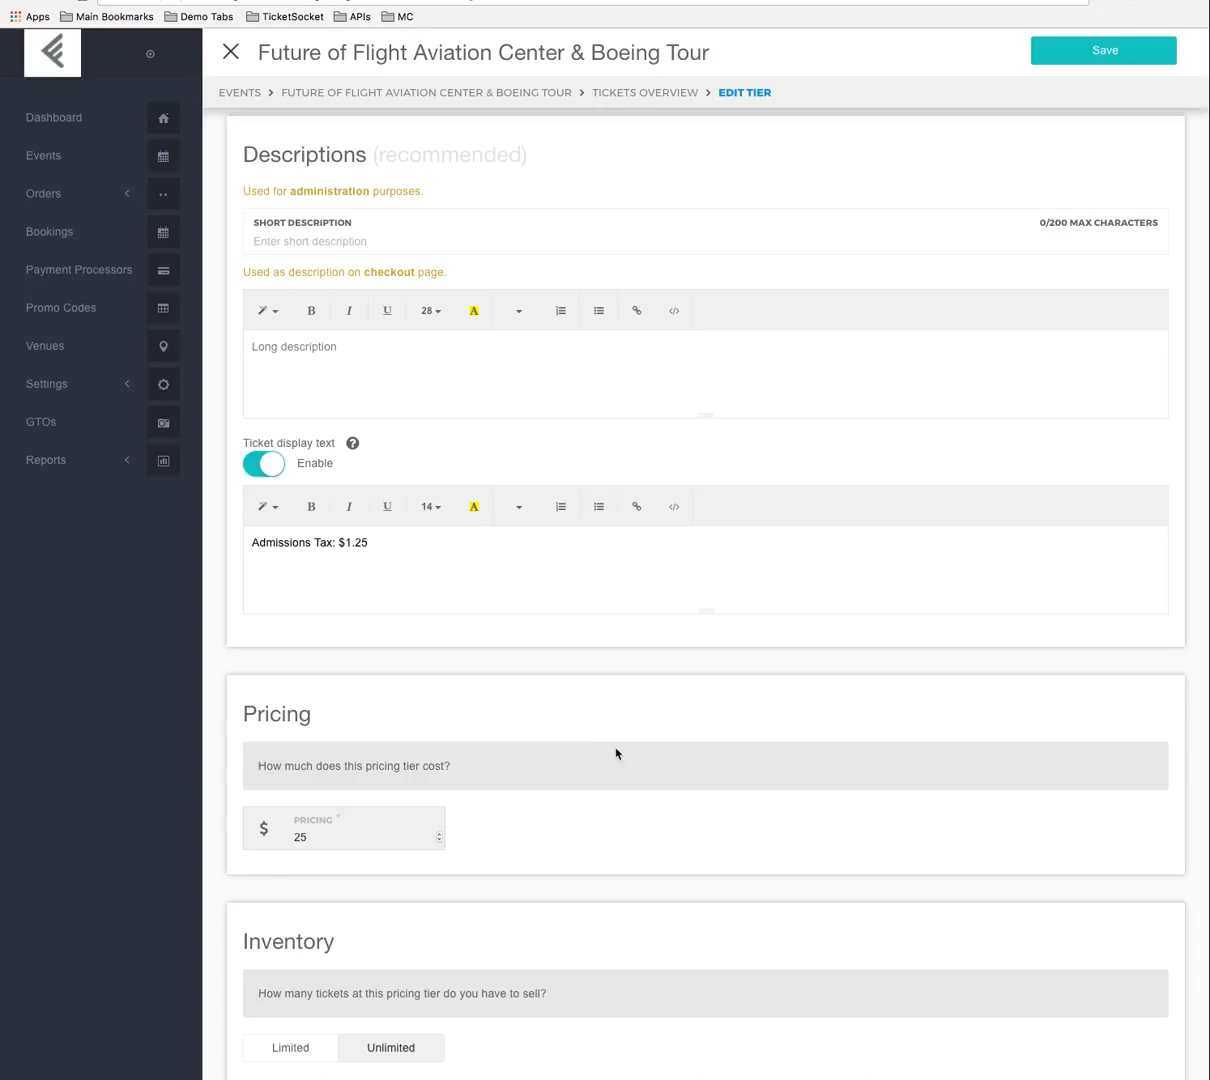 Apps Main Bookmarks Demo Tabs TicketSocket APIs MC
Future of Flight Aviation Center & Boeing Tour
Save
EVENTS > FUTURE OF FLIGHT AVIATION CENTER & BOEING TOUR > TICKETS OVERVIEW > EDIT TIER
Dashboard
Events
Orders
Bookings
Payment Processors
Promo Codes
Venues
Settings
GTOs
Reports
Descriptions (recommended)
Used for administration purposes.
SHORT DESCRIPTION 0/200 MAX CHARACTERS
Enter short description
Used as description on checkout page.
B I U 28 A
Long description
Ticket display text ?
Enable
B I U 14 A
Admissions Tax: $1.25
Pricing
How much does this pricing tier cost?
PRICING *
$ 25
Inventory
How many tickets at this pricing tier do you have to sell?
Limited Unlimited